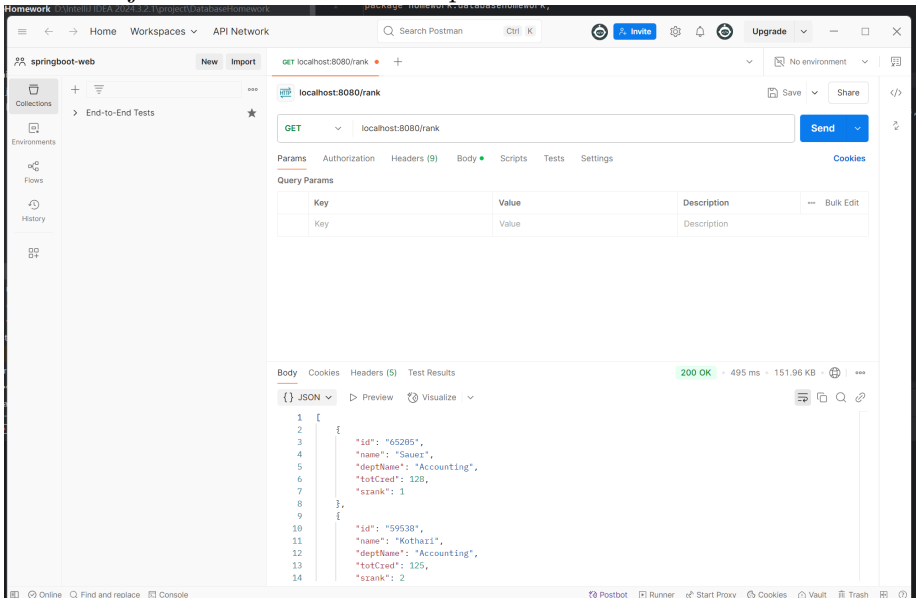 Homework D:\IntelliJ IDEA 2024.3.2.1\project\DatabaseHomework
package homework.databasehomework;
Home Workspaces API Network Search Postman Ctrl K Invite Upgrade
springboot-web New Import GET localhost:8080/rank No environment
Collections
End-to-End Tests
Environments
Flows
History
HTTP localhost:8080/rank Save Share
GET localhost:8080/rank Send
Params Authorization Headers (9) Body Scripts Tests Settings Cookies
Query Params
Key Value Description Bulk Edit
Key Value Description
Body Cookies Headers (5) Test Results 200 OK 495 ms 151.96 KB
{} JSON Preview Visualize
1 [
2 {
3 "id": "65205",
4 "name": "Sauer",
5 "deptName": "Accounting",
6 "totCred": 128,
7 "srank": 1
8 },
9 {
10 "id": "59538",
11 "name": "Kothari",
12 "deptName": "Accounting",
13 "totCred": 125,
14 "srank": 2
Online Find and replace Console Postbot Runner Start Proxy Cookies Vault Trash